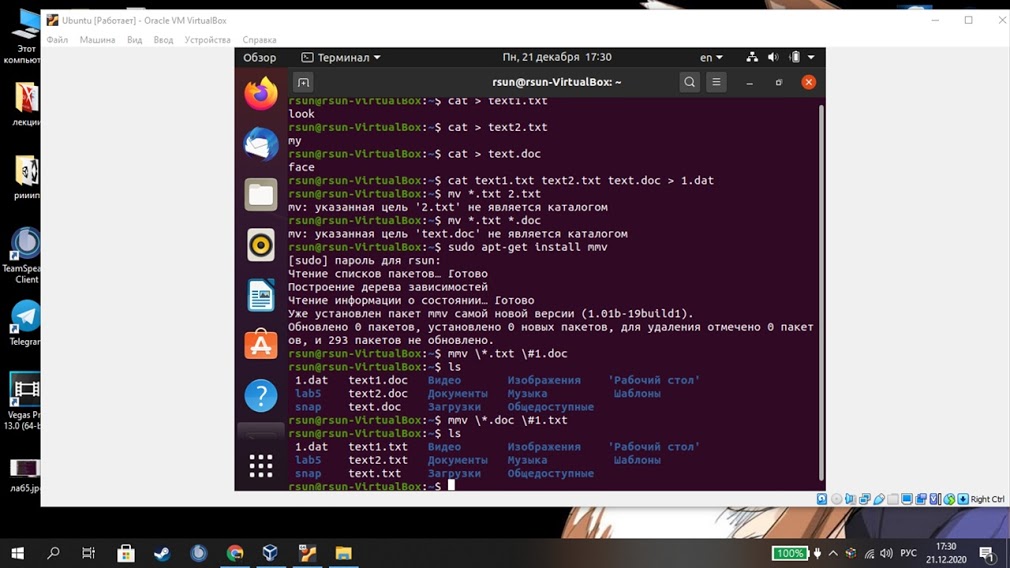 Ubuntu [Работает] - Oracle VM VirtualBox
Файл Машина Вид Ввод Устройства Справка
Этот
компьют
лекции
рииип
TeamSpea
Client
Telegram
Vegas Pr
13.0 (64-b
ла65.jp
Обзор Терминал Пн, 21 декабря 17:30 en
rsun@rsun-VirtualBox: ~
rsun@rsun-VirtualBox:~$ cat > text1.txt
look
rsun@rsun-VirtualBox:~$ cat > text2.txt
my
rsun@rsun-VirtualBox:~$ cat > text.doc
face
rsun@rsun-VirtualBox:~$ cat text1.txt text2.txt text.doc > 1.dat
rsun@rsun-VirtualBox:~$ mv *.txt 2.txt
mv: указанная цель '2.txt' не является каталогом
rsun@rsun-VirtualBox:~$ mv *.txt *.doc
mv: указанная цель 'text.doc' не является каталогом
rsun@rsun-VirtualBox:~$ sudo apt-get install mmv
[sudo] пароль для rsun:
Чтение списков пакетов… Готово
Построение дерева зависимостей
Чтение информации о состоянии… Готово
Уже установлен пакет mmv самой новой версии (1.01b-19build1).
Обновлено 0 пакетов, установлено 0 новых пакетов, для удаления отмечено 0 пакет
ов, и 293 пакетов не обновлено.
rsun@rsun-VirtualBox:~$ mmv \*.txt \#1.doc
rsun@rsun-VirtualBox:~$ ls
1.dat text1.doc Видео Изображения 'Рабочий стол'
lab5 text2.doc Документы Музыка Шаблоны
snap text.doc Загрузки Общедоступные
rsun@rsun-VirtualBox:~$ mmv \*.doc \#1.txt
rsun@rsun-VirtualBox:~$ ls
1.dat text1.txt Видео Изображения 'Рабочий стол'
lab5 text2.txt Документы Музыка Шаблоны
snap text.txt Загрузки Общедоступные
rsun@rsun-VirtualBox:~$
Right Ctrl
100% РУС 17:30
21.12.2020
1